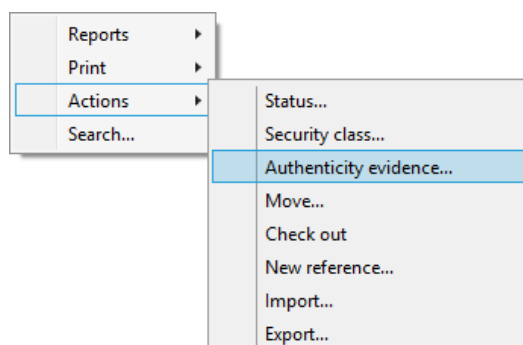 Reports
Print
Actions
Search...
Status...
Security class...
Authenticity evidence...
Move...
Check out
New reference...
Import...
Export...